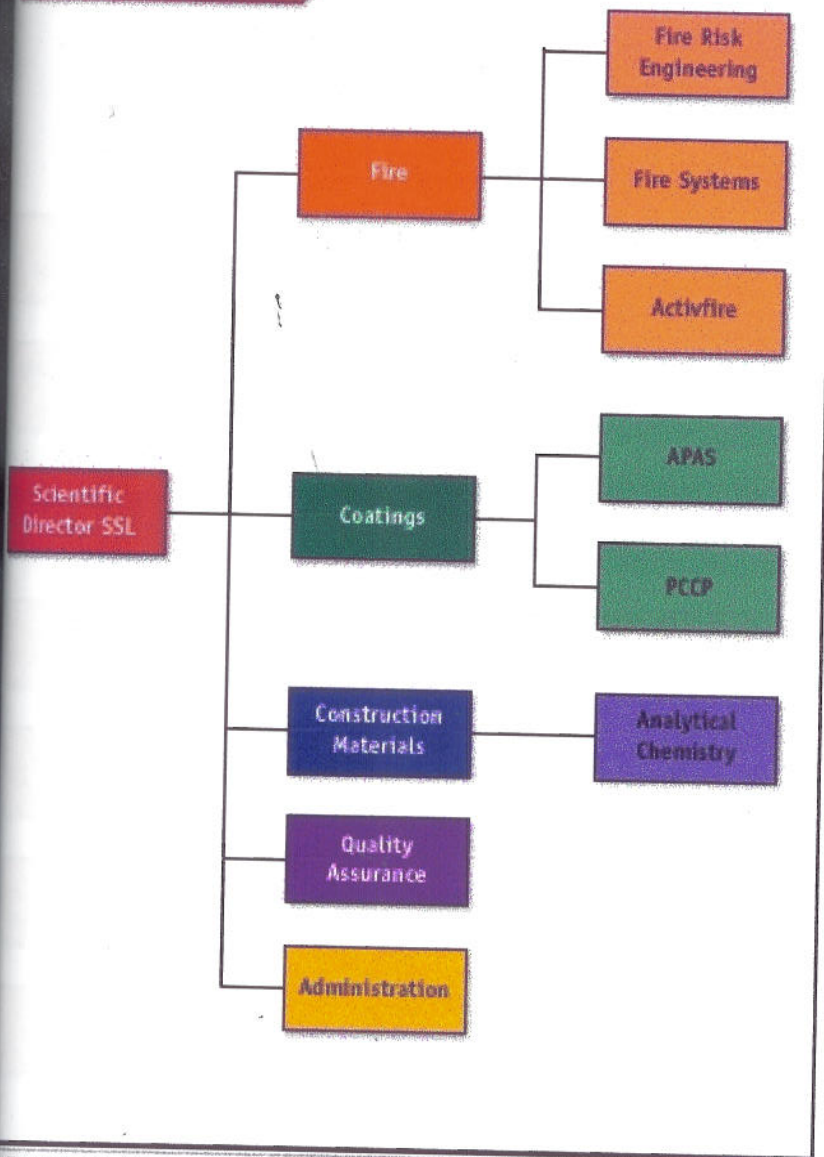 Fire Risk
Engineering
Fire
Fire Systems
Activfire
Scientific
Director SSL
Coatings
APAS
PCCP
Construction
Materials
Analytical
Chemistry
Quality
Assurance
Administration